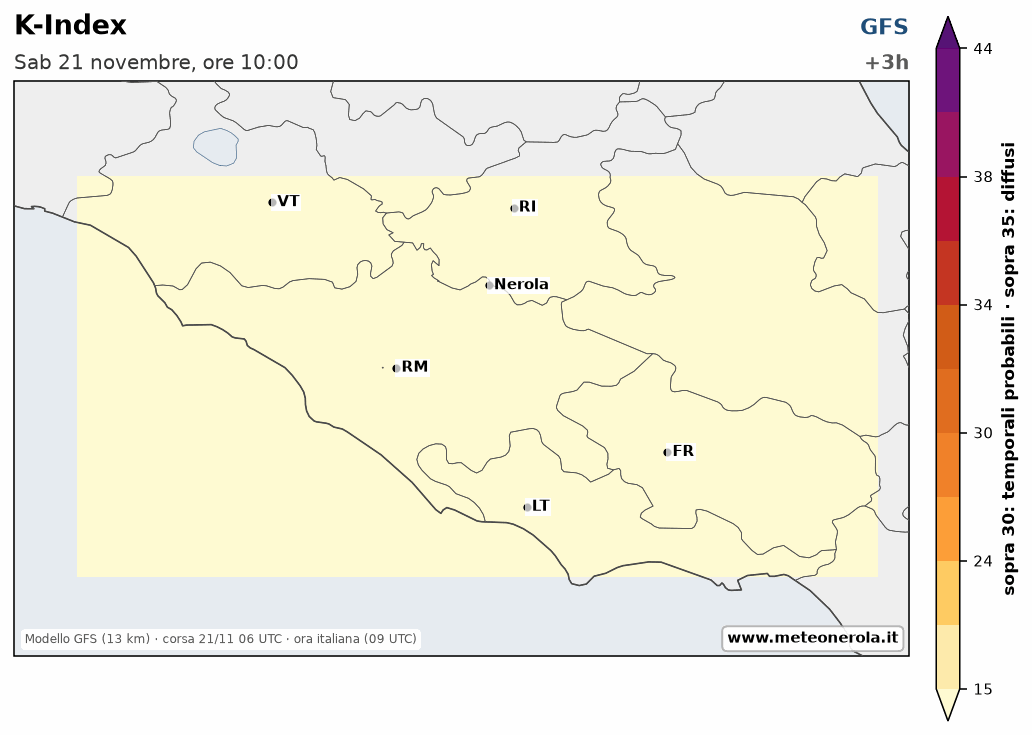 K-Index
GFS
Sab 21 novembre, ore 10:00
+3h
VT
RI
Nerola
RM
FR
LT
Modello GFS (13 km) · corsa 21/11 06 UTC · ora italiana (09 UTC)
www.meteonerola.it
44
38
34
30
24
15
sopra 30: temporali probabili · sopra 35: diffusi